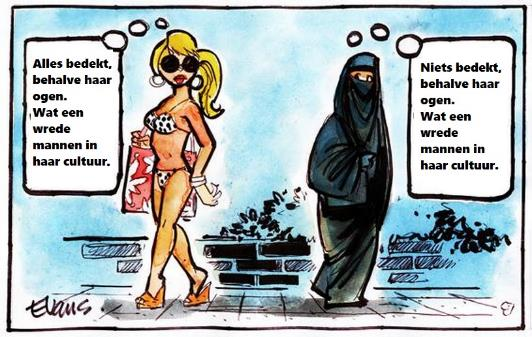 Alles bedekt,
behalve haar
ogen.
Wat een
wrede
mannen in
haar cultuur.
Niets bedekt,
behalve haar
ogen.
Wat een
wrede
mannen in
haar cultuur.
Evans